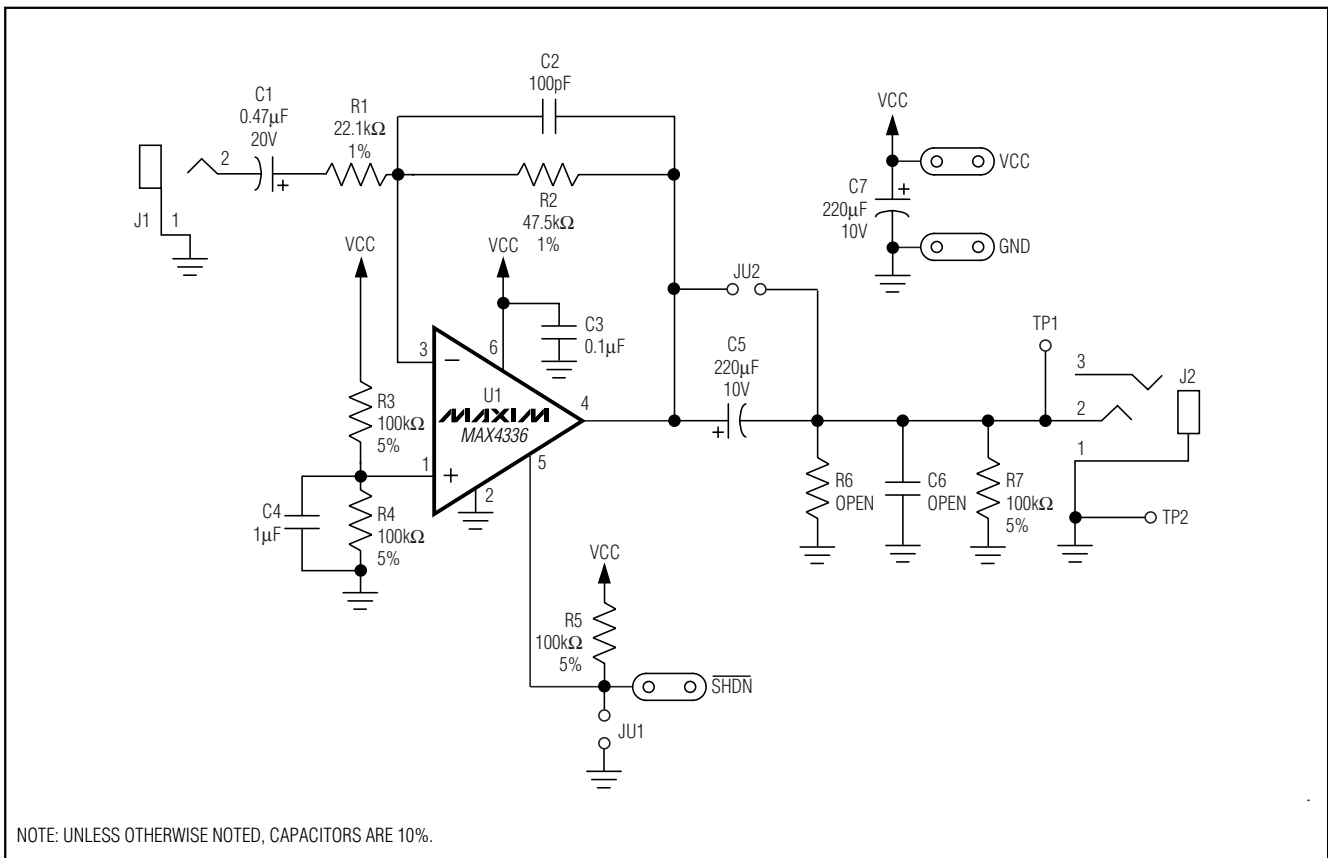 C2
100pF
C1
0.47µF
20V
R1
22.1kΩ
1%
VCC
2
+
VCC
J1
1
R2
47.5kΩ
1%
C7
220µF
10V
+
GND
VCC
VCC
JU2
C3
0.1µF
TP1
3
−
6
C5
220µF
10V
3
J2
R3
100kΩ
5%
U1
MAXIM
MAX4336
4
+
2
1
+
5
1
R6
OPEN
C6
OPEN
R7
100kΩ
5%
C4
1µF
R4
100kΩ
5%
2
TP2
VCC
R5
100kΩ
5%
SHDN
JU1
NOTE: UNLESS OTHERWISE NOTED, CAPACITORS ARE 10%.